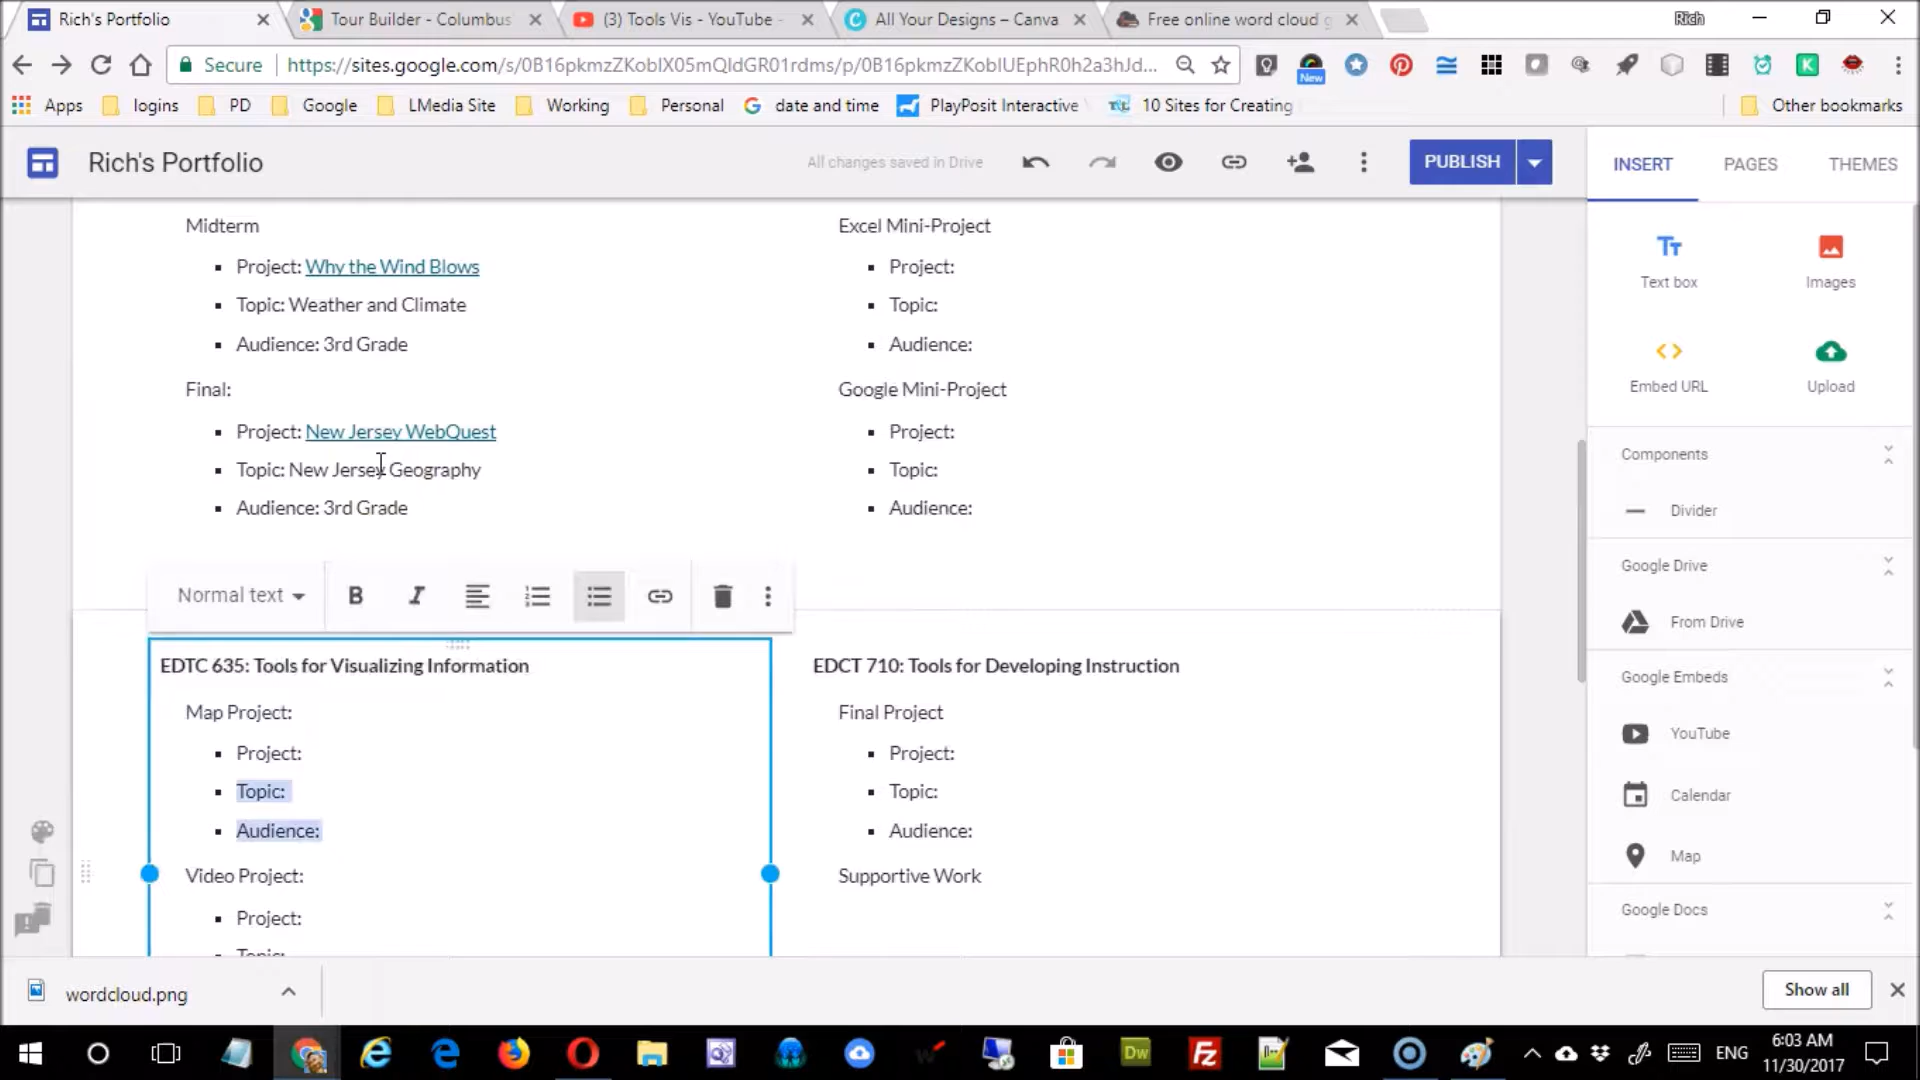 Rich's Portfolio
Tour Builder - Columbus
(3) Tools Vis - YouTube -
All Your Designs – Canva
Free online word cloud g
Rich
Secure
https://sites.google.com/s/0B16pkmzZKoblX05mQldGR01rdms/p/0B16pkmzZKoblUEphR0h2a3hJd...
New
Apps
logins
PD
Google
LMedia Site
Working
Personal
date and time
PlayPosit Interactive
10 Sites for Creating
Other bookmarks
Rich's Portfolio
All changes saved in Drive
PUBLISH
INSERT
PAGES
THEMES
Midterm
Project: Why the Wind Blows
Topic: Weather and Climate
Audience: 3rd Grade
Final:
Project: New Jersey WebQuest
Topic: New Jersey Geography
Audience: 3rd Grade
Excel Mini-Project
Project:
Topic:
Audience:
Google Mini-Project
Project:
Topic:
Audience:
Normal text
B
I
EDTC 635: Tools for Visualizing Information
Map Project:
Project:
Topic:
Audience:
Video Project:
Project:
Topic:
EDCT 710: Tools for Developing Instruction
Final Project
Project:
Topic:
Audience:
Supportive Work
Tт
Text box
Images
Embed URL
Upload
Components
Divider
Google Drive
From Drive
Google Embeds
YouTube
Calendar
Map
Google Docs
wordcloud.png
Show all
Dw
Fz
ENG
6:03 AM
11/30/2017